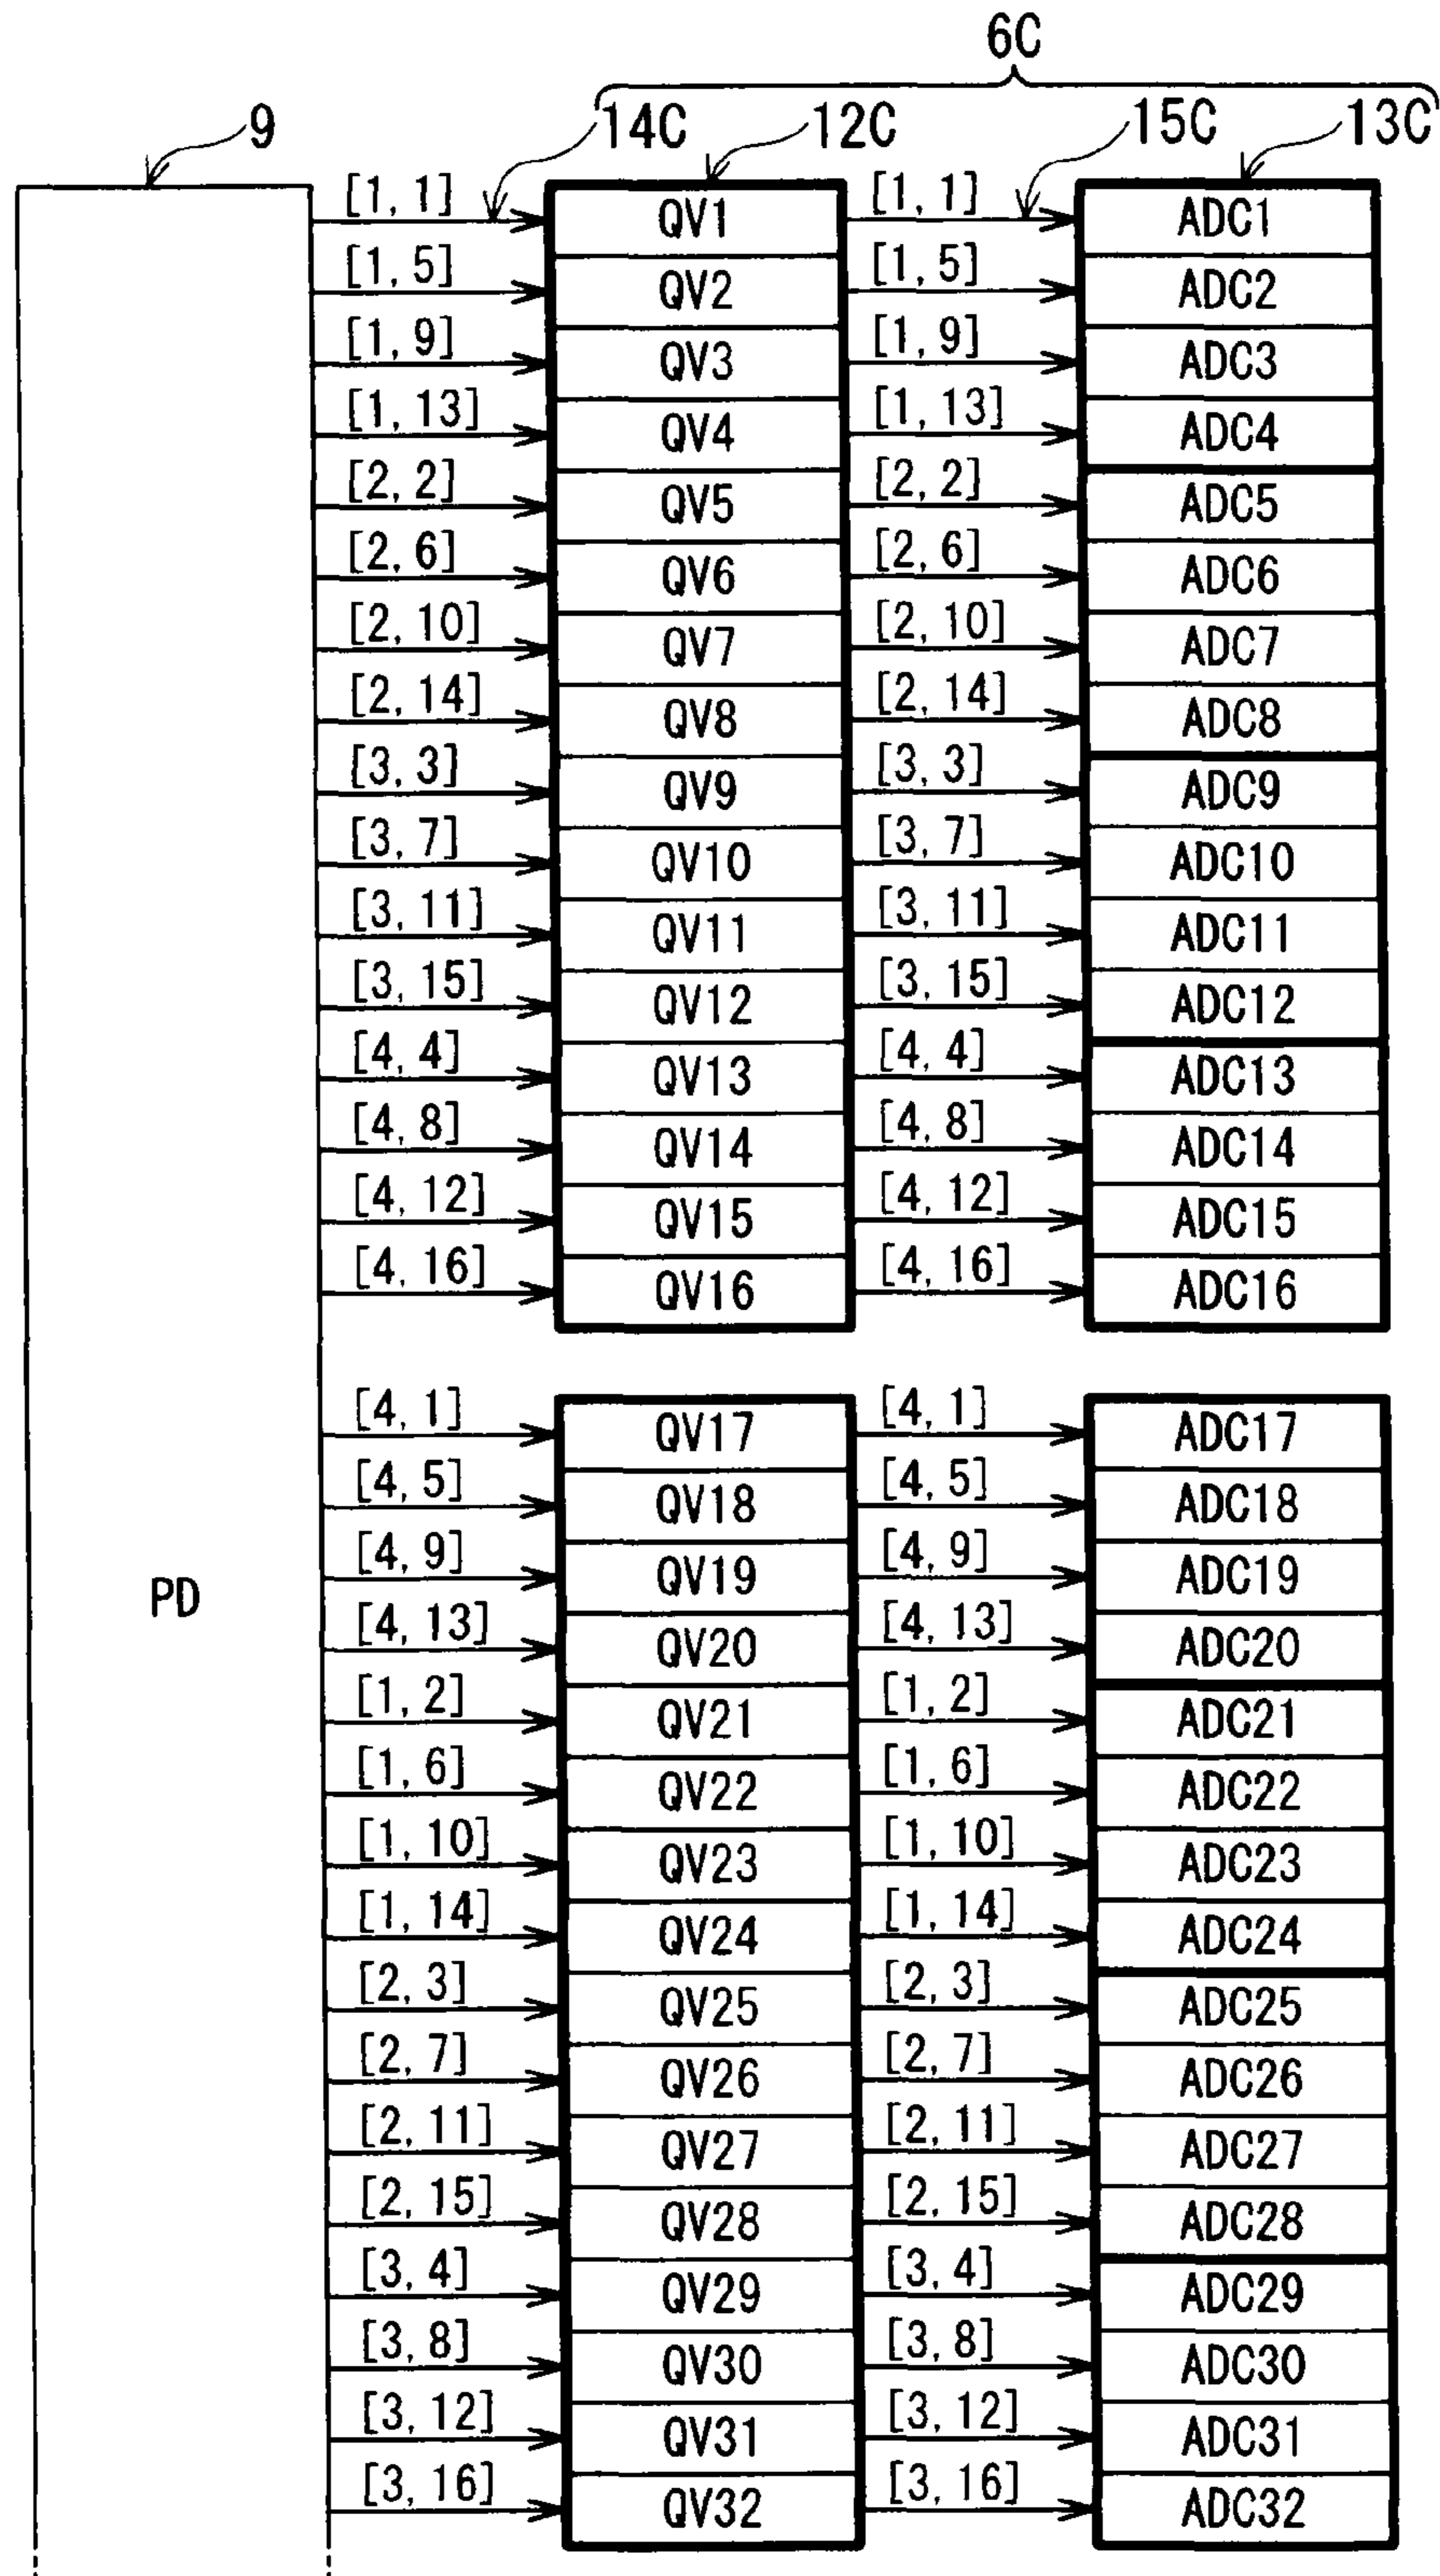 6C
9 14C 12C 15C 13C
[1, 1] QV1 [1, 1] ADC1
[1, 5] QV2 [1, 5] ADC2
[1, 9] QV3 [1, 9] ADC3
[1, 13] QV4 [1, 13] ADC4
[2, 2] QV5 [2, 2] ADC5
[2, 6] QV6 [2, 6] ADC6
[2, 10] QV7 [2, 10] ADC7
[2, 14] QV8 [2, 14] ADC8
[3, 3] QV9 [3, 3] ADC9
[3, 7] QV10 [3, 7] ADC10
[3, 11] QV11 [3, 11] ADC11
[3, 15] QV12 [3, 15] ADC12
[4, 4] QV13 [4, 4] ADC13
[4, 8] QV14 [4, 8] ADC14
[4, 12] QV15 [4, 12] ADC15
[4, 16] QV16 [4, 16] ADC16
[4, 1] QV17 [4, 1] ADC17
[4, 5] QV18 [4, 5] ADC18
[4, 9] QV19 [4, 9] ADC19
PD
[4, 13] QV20 [4, 13] ADC20
[1, 2] QV21 [1, 2] ADC21
[1, 6] QV22 [1, 6] ADC22
[1, 10] QV23 [1, 10] ADC23
[1, 14] QV24 [1, 14] ADC24
[2, 3] QV25 [2, 3] ADC25
[2, 7] QV26 [2, 7] ADC26
[2, 11] QV27 [2, 11] ADC27
[2, 15] QV28 [2, 15] ADC28
[3, 4] QV29 [3, 4] ADC29
[3, 8] QV30 [3, 8] ADC30
[3, 12] QV31 [3, 12] ADC31
[3, 16] QV32 [3, 16] ADC32